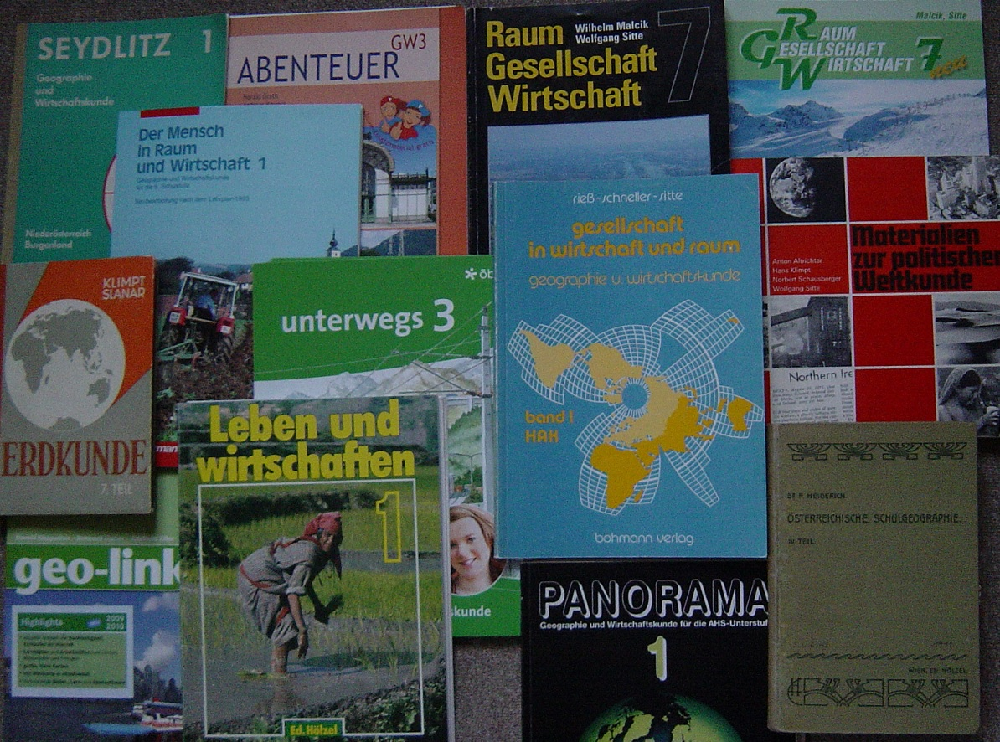 SEYDLITZ 1
Geographie
und
Wirtschaftskunde
Niederösterreich
Burgenland
GW3
ABENTEUER
Harald Grath
Der Mensch
in Raum
und Wirtschaft 1
Geographie und Wirtschaftskunde
für die 5. Schulstufe
Neubearbeitung nach dem Lehrplan
Raum
Gesellschaft
Wirtschaft
Wilhelm Malcik
Wolfgang Sitte
7
Malcik, Sitte
RAUM
GESELLSCHAFT
WIRTSCHAFT 7
neu
rieß-schneller-sitte
gesellschaft
in wirtschaft und raum
geographie u. wirtschaftskunde
band I
HAK
bohmann verlag
Materialien
zur politischen
Weltkunde
Anton Altrichter
Hans Klimpt
Norbert Schausberger
Wolfgang Sitte
Northern Ire
KLIMPT
SLANAR
ERDKUNDE
7. TEIL
öb
unterwegs 3
skunde
Leben und
wirtschaften
1
Ed. Hölzel
geo-link
Highlights
2009
2010
PANORAMA
Geographie und Wirtschaftskunde für die AHS-Unterstuf
1
HEIDERICH
ÖSTERREICHISCHE SCHULGEOGRAPHIE.
IV. TEIL.
WIEN, ED. HÖLZEL.